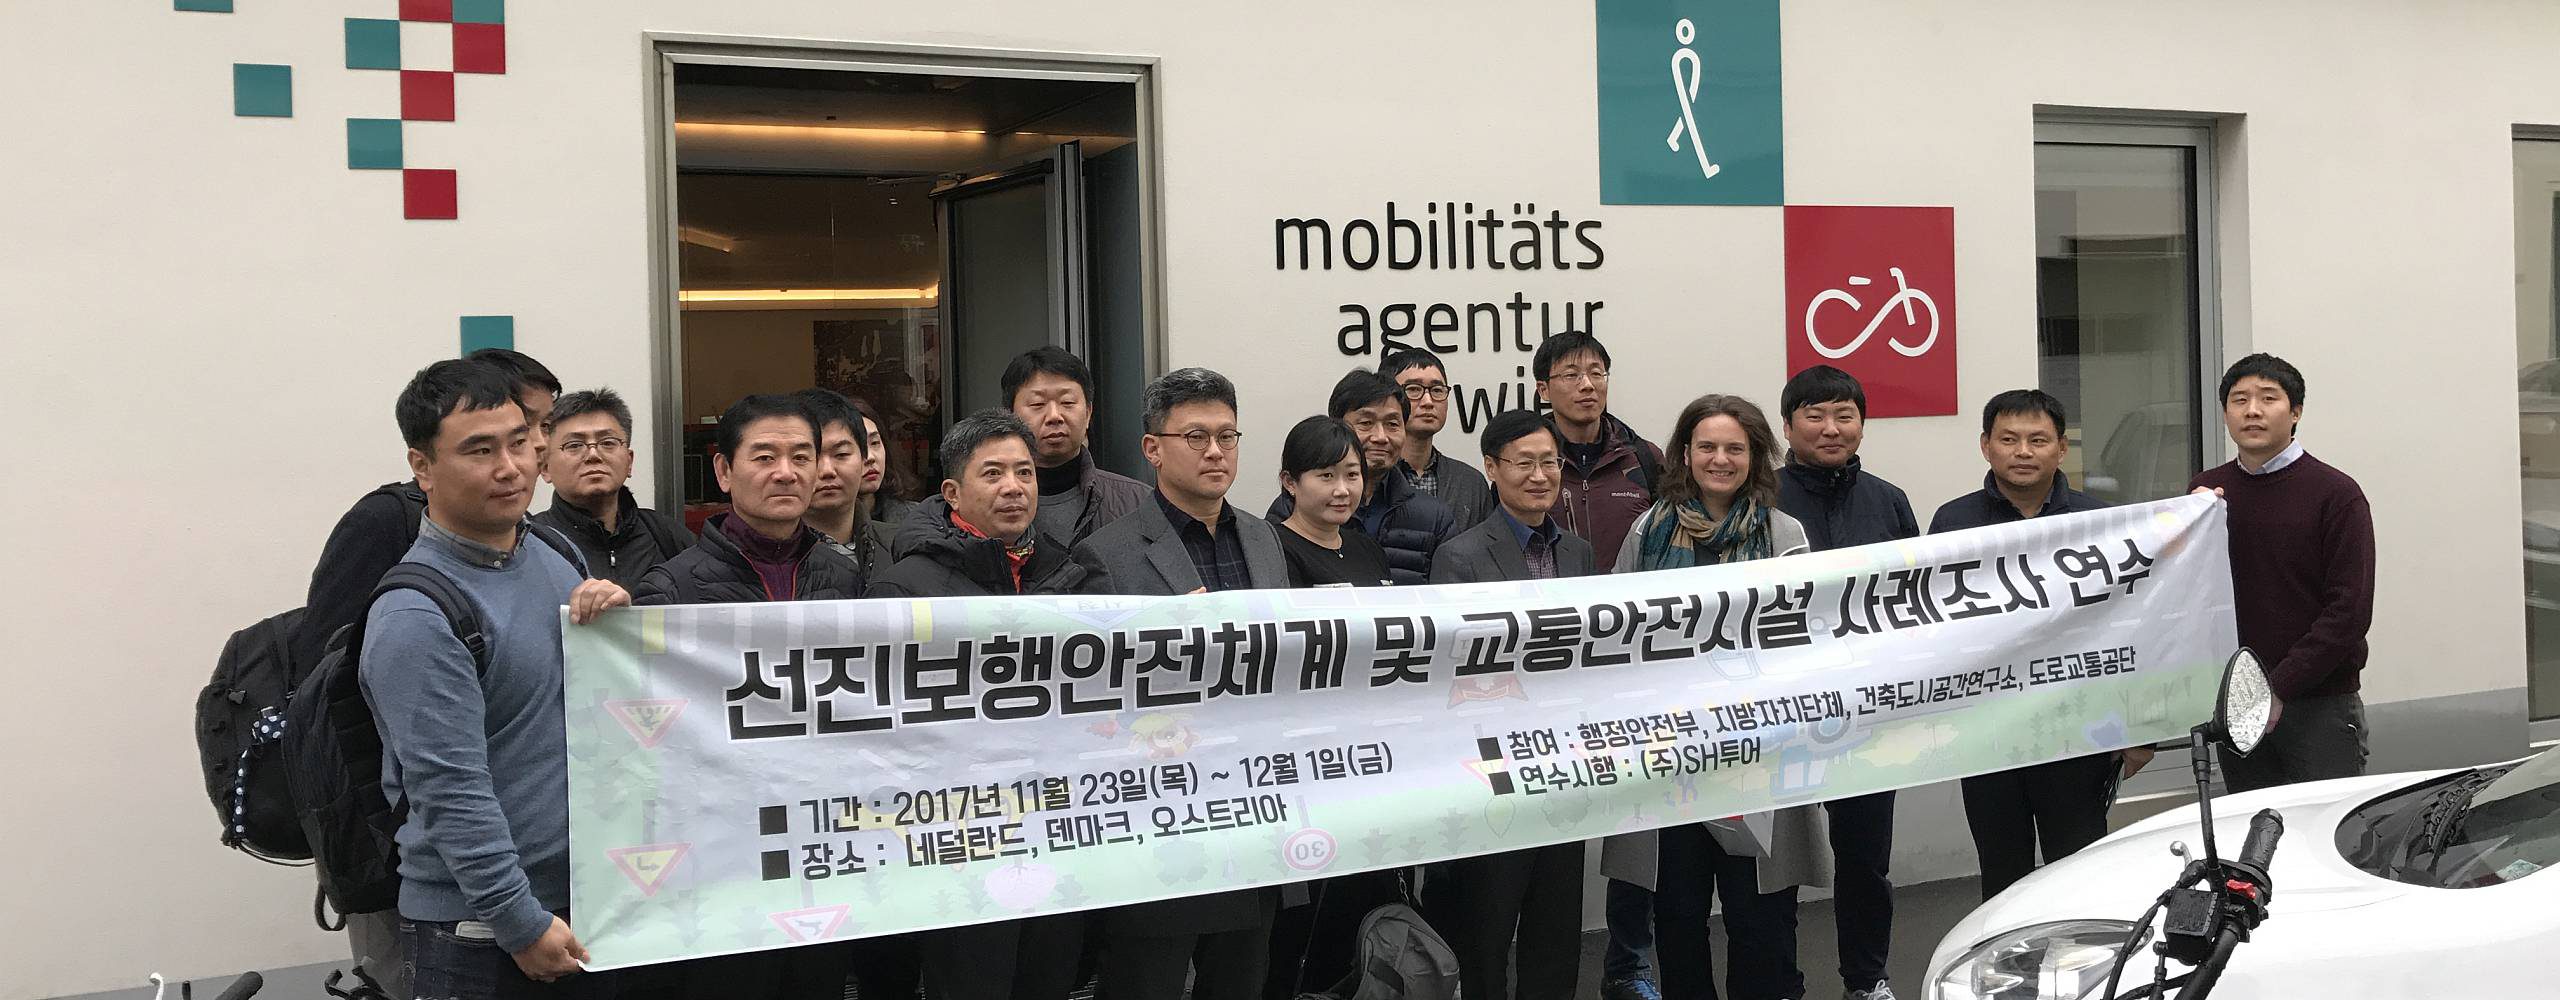 mobilitäts
agentur
wie
montbell
선진보행안전체계 및 교통안전시설 사례조사 연수
■ 기간 : 2017년 11월 23일(목) ~ 12월 1일(금)
■ 장소 : 네덜란드, 덴마크, 오스트리아
■ 참여 : 행정안전부, 지방자치단체, 건축도시공간연구소, 도로교통공단
■ 연수시행 : (주)SH투어
30